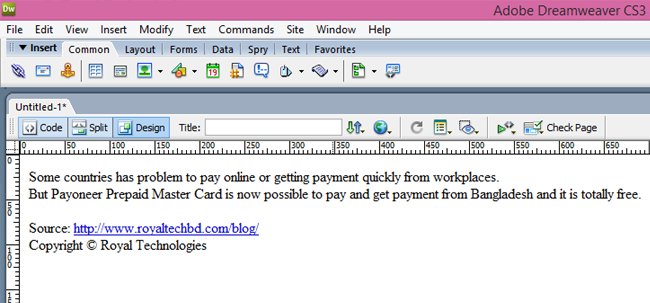 Dw Adobe Dreamweaver CS3
File Edit View Insert Modify Text Commands Site Window Help
▼ Insert Common Layout Forms Data Spry Text Favorites
19
Untitled-1*
Code Split Design Title: Check Page
0 50 100 150 200 250 300 350 400 450 500 550 600 650
0
Some countries has problem to pay online or getting payment quickly from workplaces.
But Payoneer Prepaid Master Card is now possible to pay and get payment from Bangladesh and it is totally free.
50
Source: http://www.royaltechbd.com/blog/
Copyright © Royal Technologies
100